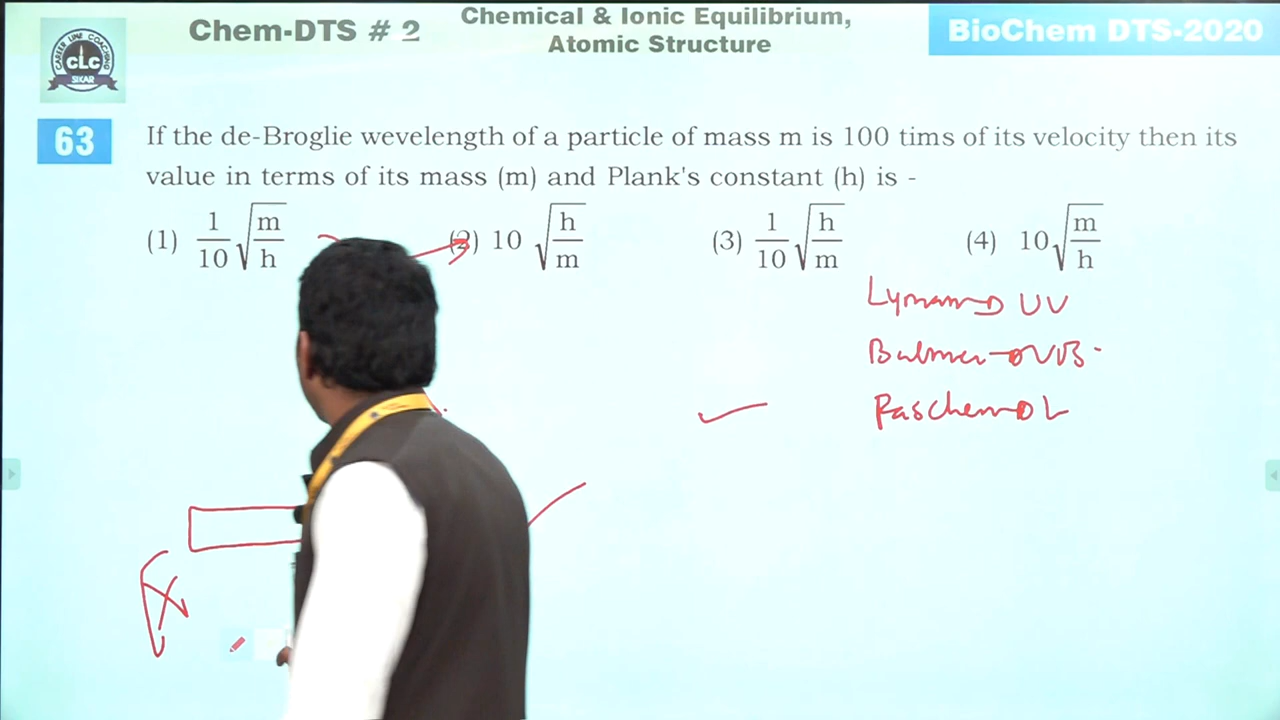 Chem-DTS # 2
Chemical & Ionic Equilibrium,
Atomic Structure
BioChem DTS-2020
CAREER LINE COACHING
CLC
SIKAR
63
If the de-Broglie wevelength of a particle of mass m is 100 tims of its velocity then its
value in terms of its mass (m) and Plank's constant (h) is -
(1) 1/10 √(m/h) (2) 10 √(h/m) (3) 1/10 √(h/m) (4) 10 √(m/h)
Lyman → UV
Balmer → VIB
Paschen →